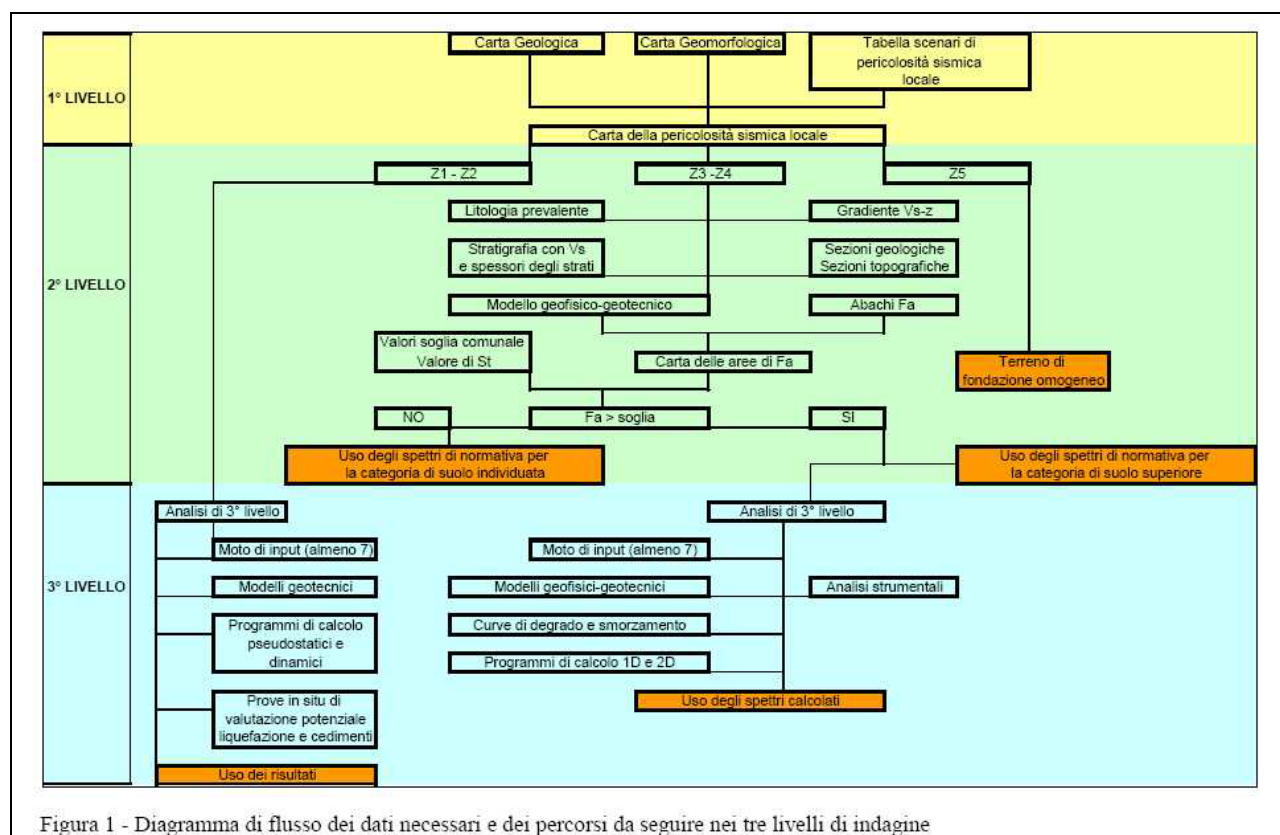 Carta Geologica
Carta Geomorfologica
Tabella scenari di
pericolosità sismica
locale
1° LIVELLO
Carta della pericolosità sismica locale
Z1 - Z2
Z3 -Z4
Z5
Litologia prevalente
Gradiente Vs-z
Stratigrafia con Vs
e spessori degli strati
Sezioni geologiche
Sezioni topografiche
2° LIVELLO
Modello geofisico-geotecnico
Abachi Fa
Valori soglia comunale
Valore di St
Carta delle aree di Fa
Terreno di
fondazione omogeneo
NO
Fa > soglia
SI
Uso degli spettri di normativa per
la categoria di suolo individuata
Uso degli spettri di normativa per
la categoria di suolo superiore
Analisi di 3° livello
Analisi di 3° livello
Moto di input (almeno 7)
Moto di input (almeno 7)
3° LIVELLO
Modelli geotecnici
Modelli geofisici-geotecnici
Analisi strumentali
Programmi di calcolo
pseudostatici e
dinamici
Curve di degrado e smorzamento
Programmi di calcolo 1D e 2D
Prove in situ di
valutazione potenziale
liquefazione e cedimenti
Uso degli spettri calcolati
Uso dei risultati
Figura 1 - Diagramma di flusso dei dati necessari e dei percorsi da seguire nei tre livelli di indagine